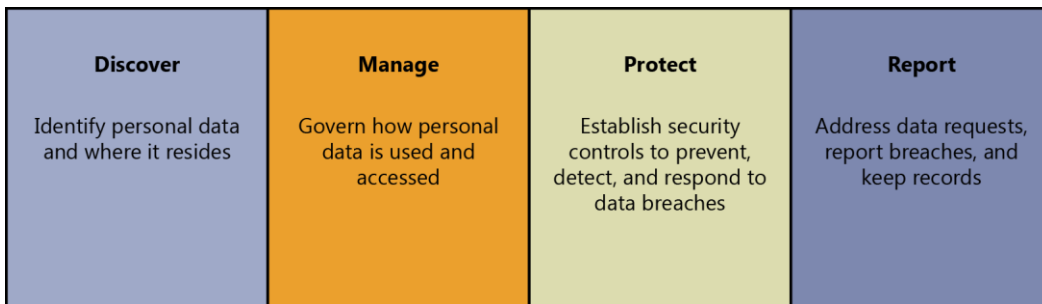 Discover
Identify personal data
and where it resides
Manage
Govern how personal
data is used and
accessed
Protect
Establish security
controls to prevent,
detect, and respond to
data breaches
Report
Address data requests,
report breaches, and
keep records